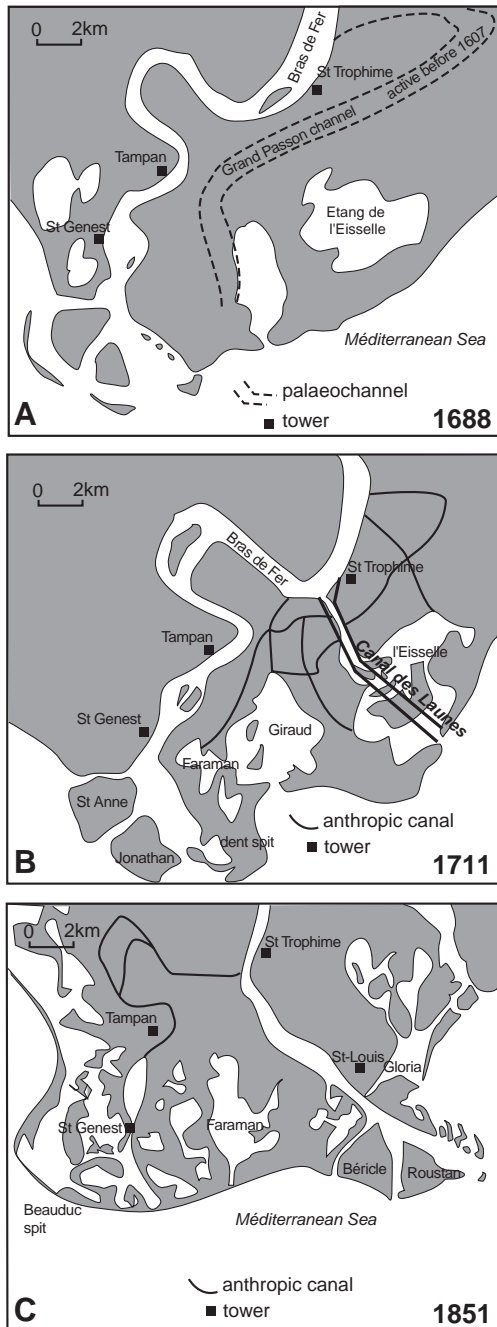 0 2km
Bras de Fer
St Trophime
active before 1607
Grand Passon channel
Tampan
Etang de
l'Eisselle
St Genest
Méditerranean Sea
palaeochannel
tower
A
1688
0 2km
Bras de Fer
St Trophime
Tampan
l'Eisselle
Canal des Launes
St Genest
Giraud
Faraman
St Anne
Jonathan
dent spit
anthropic canal
tower
B
1711
0 2km
St Trophime
Tampan
St-Louis
Gloria
St Genest
Faraman
Béricle
Roustan
Beauduc
spit
Méditerranean Sea
anthropic canal
tower
C
1851